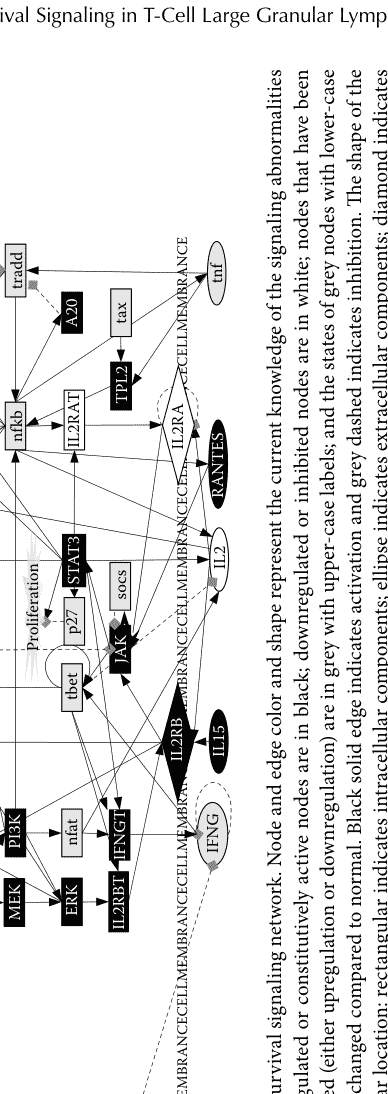 ival Signaling in T-Cell Large Granular Lymp
tradd
A20
tax
tnf
TPL2
nfkb
IL2RAT
IL2RA
RANTES
STAT3
Proliferation
p27
socs
IL2
tbet
JAK
IL2RB
IL15
PI3K
nfat
IFNGT
IFNG
MEK
ERK
IL2RBT
MEMBRANCECELLMEMBRANCECELLMEMBRANCECELLMEMBRANCECELLMEMBRANCECELLMEMBRANCE
urvival signaling network. Node and edge color and shape represent the current knowledge of the signaling abnormalities
gulated or constitutively active nodes are in black; downregulated or inhibited nodes are in white; nodes that have been
ed (either upregulation or downregulation) are in grey with upper-case labels; and the states of grey nodes with lower-case
changed compared to normal. Black solid edge indicates activation and grey dashed indicates inhibition. The shape of the
ar location: rectangular indicates intracellular components; ellipse indicates extracellular components; diamond indicates